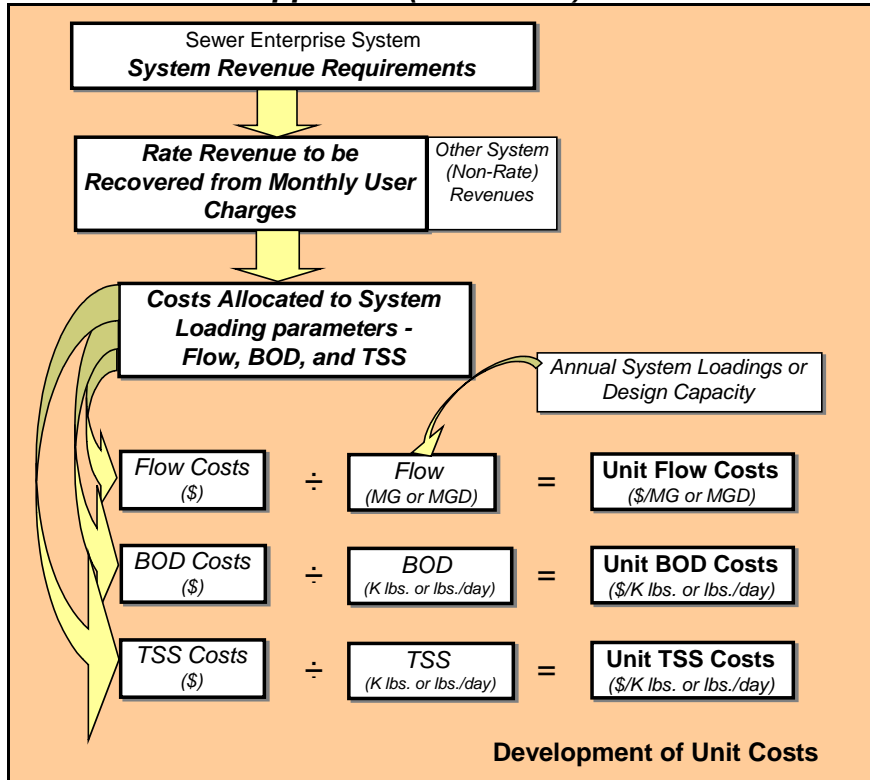 Sewer Enterprise System
System Revenue Requirements
Rate Revenue to be
Recovered from Monthly User
Charges
Other System
(Non-Rate)
Revenues
Costs Allocated to System
Loading parameters -
Flow, BOD, and TSS
Annual System Loadings or
Design Capacity
Flow Costs
($)
÷
Flow
(MG or MGD)
=
Unit Flow Costs
($/MG or MGD)
BOD Costs
($)
÷
BOD
(K lbs. or lbs./day)
=
Unit BOD Costs
($/K lbs. or lbs./day)
TSS Costs
($)
÷
TSS
(K lbs. or lbs./day)
=
Unit TSS Costs
($/K lbs. or lbs./day)
Development of Unit Costs